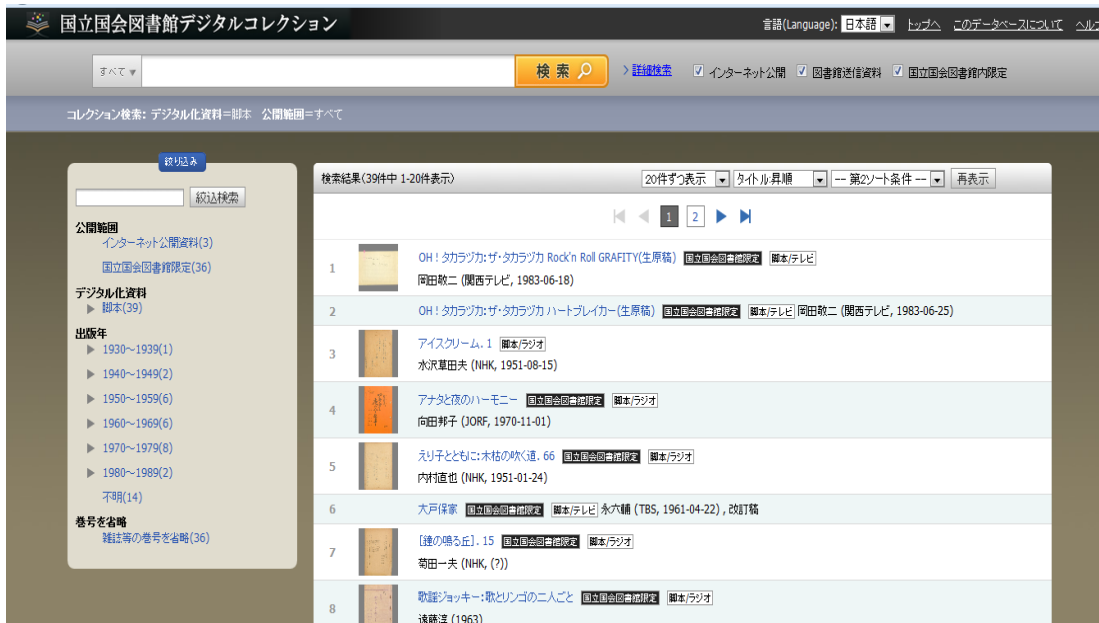 国立国会図書館デジタルコレクション
言語(Language): 日本語 トップへ このデータベースについて
すべて 検索 詳細検索 インターネット公開 図書館送信資料 国立国会図書館内限定
コレクション検索: デジタル化資料=脚本 公開範囲=すべて
絞り込み
絞込検索
公開範囲
インターネット公開資料(3)
国立国会図書館限定(36)
デジタル化資料
脚本(39)
出版年
1930～1939(1)
1940～1949(2)
1950～1959(6)
1960～1969(6)
1970～1979(8)
1980～1989(2)
不明(14)
巻号を省略
雑誌等の巻号を省略(36)
検索結果(39件中 1-20件表示) 20件ずつ表示 タイトル:昇順 -- 第2ソート条件 -- 再表示
1 2
1 OH！タカラヅカ:ザ・タカラヅカ Rock'n Roll GRAFITY(生原稿) 国立国会図書館限定 脚本/テレビ
岡田敬二 (関西テレビ, 1983-06-18)
2 OH！タカラヅカ:ザ・タカラヅカ ハートブレイカー(生原稿) 国立国会図書館限定 脚本/テレビ 岡田敬二 (関西テレビ, 1983-06-25)
3 アイスクリーム. 1 脚本/ラジオ
水沢草田夫 (NHK, 1951-08-15)
4 アナタと夜のハーモニー 国立国会図書館限定 脚本/ラジオ
向田邦子 (JORF, 1970-11-01)
5 えり子とともに:木枯の吹く道. 66 国立国会図書館限定 脚本/ラジオ
内村直也 (NHK, 1951-01-24)
6 大戸保家 国立国会図書館限定 脚本/テレビ 永六輔 (TBS, 1961-04-22) , 改訂稿
7 [鐘の鳴る丘]. 15 国立国会図書館限定 脚本/ラジオ
菊田一夫 (NHK, (?))
8 歌謡ジョッキー:歌とリンゴの二人ごと 国立国会図書館限定 脚本/ラジオ
遠藤淳 (1963)